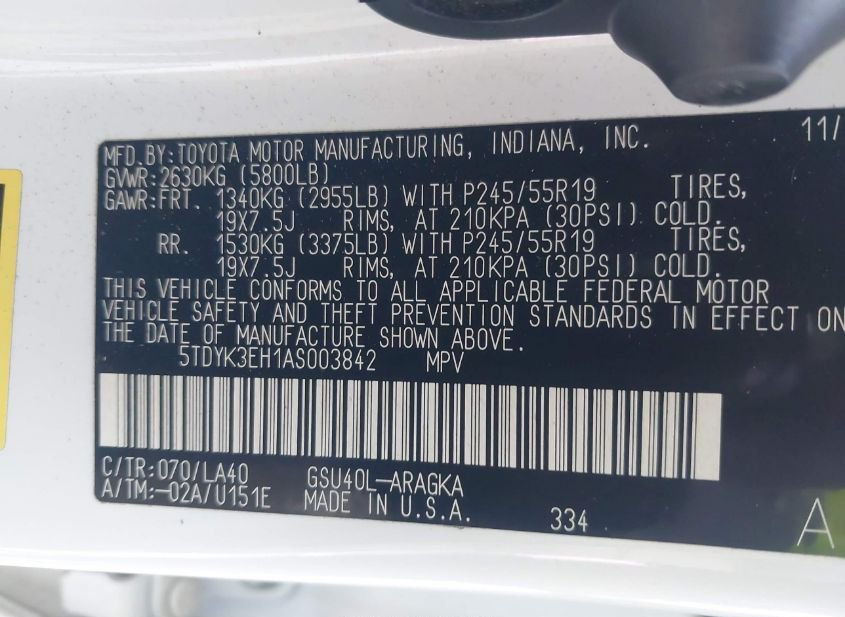 MFD.BY:TOYOTA MOTOR MANUFACTURING, INDIANA, INC. 11/
GVWR:2630KG (5800LB)
GAWR:FRT. 1340KG (2955LB) WITH P245/55R19 TIRES,
19X7.5J RIMS, AT 210KPA (30PSI) COLD.
RR. 1530KG (3375LB) WITH P245/55R19 TIRES,
19X7.5J RIMS, AT 210KPA (30PSI) COLD.
THIS VEHICLE CONFORMS TO ALL APPLICABLE FEDERAL MOTOR
VEHICLE SAFETY AND THEFT PREVENTION STANDARDS IN EFFECT ON
THE DATE OF MANUFACTURE SHOWN ABOVE.
5TDYK3EH1AS003842 MPV
C/TR:070/LA40 GSU40L-ARAGKA
A/TM:-02A/U151E MADE IN U.S.A.
334 A